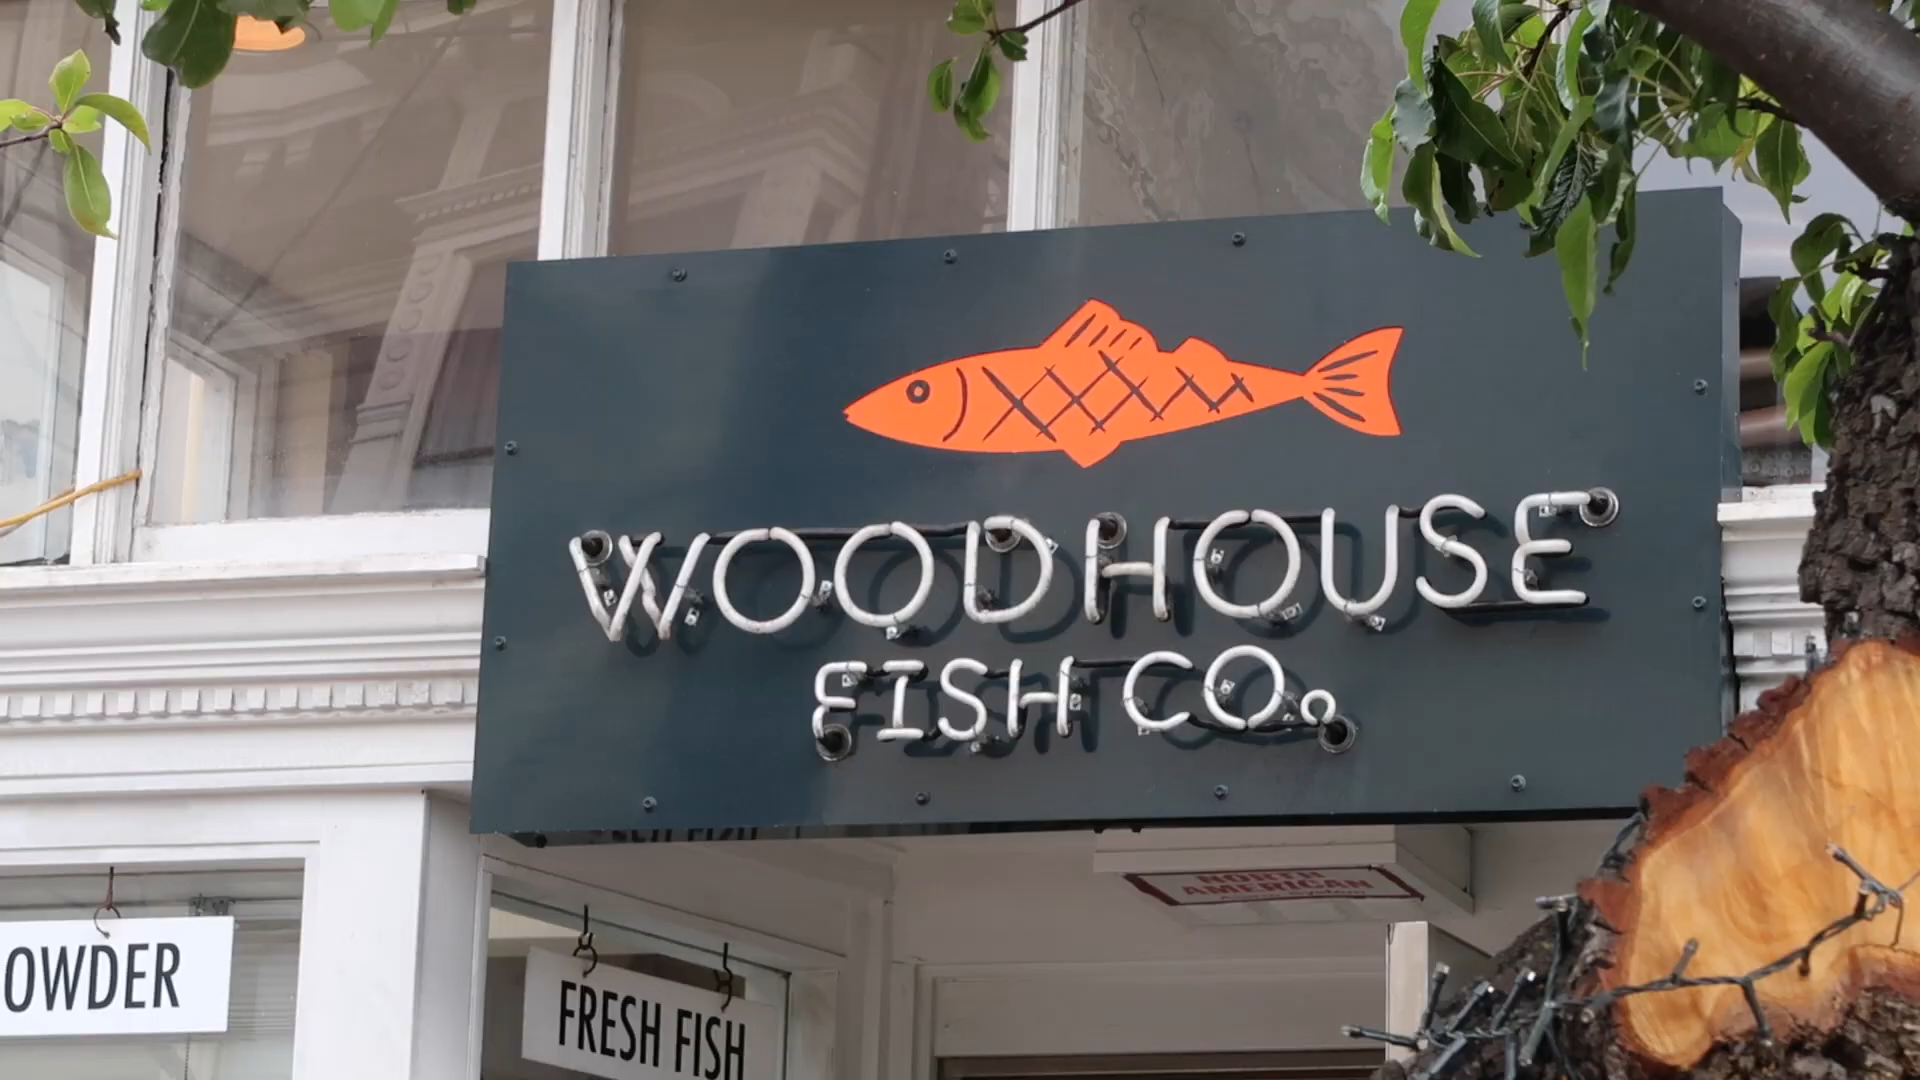 WOODHOUSE
FISH CO.
NORTH
AMERICAN
OWDER
FRESH FISH